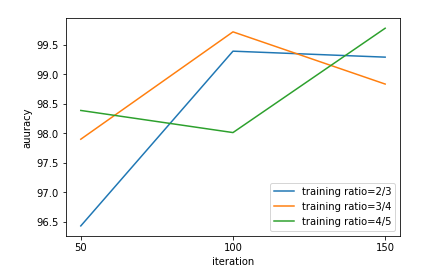 99.5
99.0
98.5
98.0
97.5
97.0
96.5
auuracy
50
100
150
iteration
training ratio=2/3
training ratio=3/4
training ratio=4/5